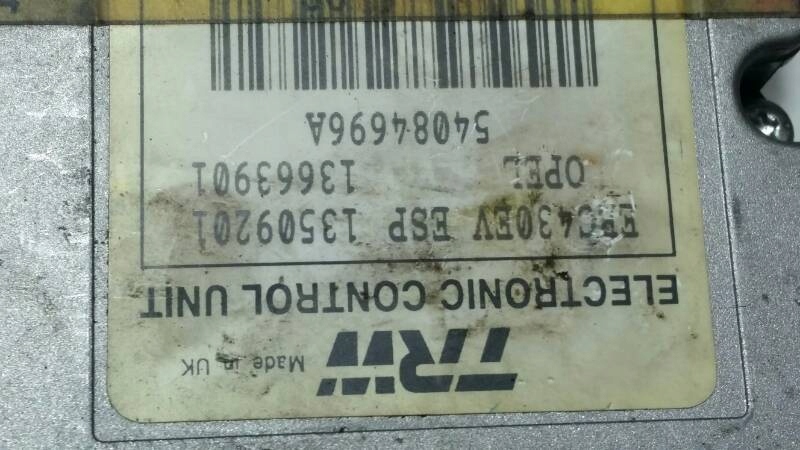 TRW Made in UK
ELECTRONIC CONTROL UNIT
EBC430EV ESP 13509201
OPEL 13663901
54084696A